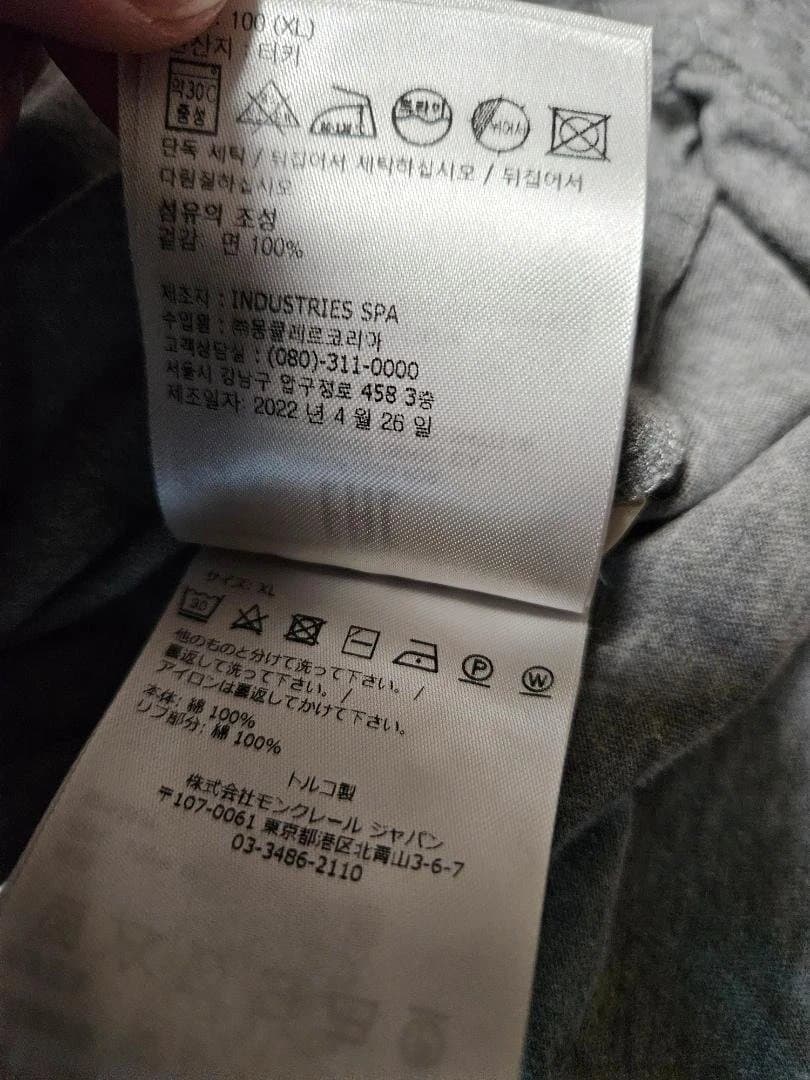 : 100 (XL)
원산지 : 터키
약30℃
중성
드라이
단독 세탁 / 뒤집어서 세탁하십시오 / 뒤집어서
다림질하십시오
섬유의 조성
겉감: 면 100%
제조자 : INDUSTRIES SPA
수입원 : ㈜몽클레르코리아
고객상담실 : (080)-311-0000
서울시 강남구 압구정로 458 3층
제조일자: 2022 년 4 월 26 일
サイズ: XL
30
P
W
他のものと分けて洗って下さい。 /
裏返して洗って下さい。 /
アイロンは裏返してかけて下さい。
本体: 綿 100%
リブ部分: 綿 100%
トルコ製
株式会社モンクレール ジャパン
〒107-0061 東京都港区北青山3-6-7
03-3486-2110